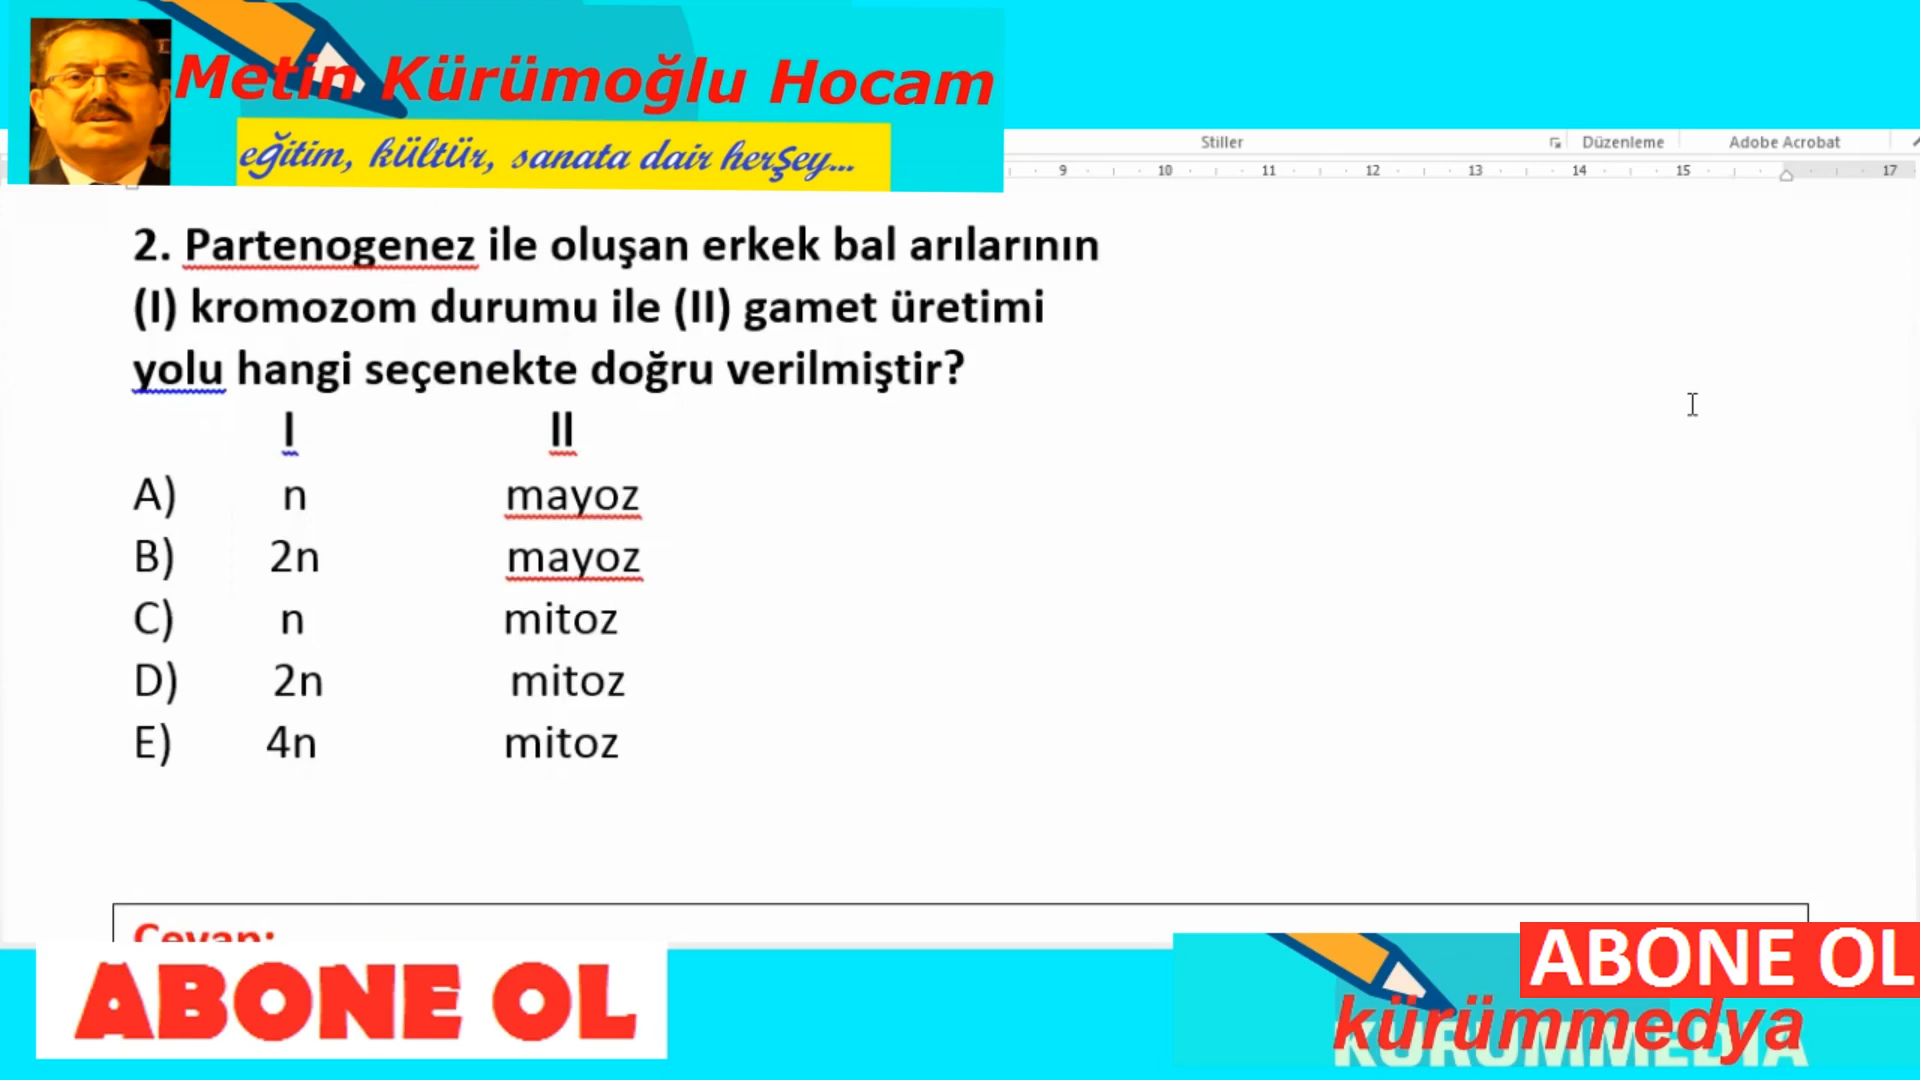 Metin Kürümoğlu Hocam
eğitim, kültür, sanata dair herşey...
Stiller Düzenleme Adobe Acrobat
9 10 11 12 13 14 15 17
2. Partenogenez ile oluşan erkek bal arılarının
(I) kromozom durumu ile (II) gamet üretimi
yolu hangi seçenekte doğru verilmiştir?
I II
A) n mayoz
B) 2n mayoz
C) n mitoz
D) 2n mitoz
E) 4n mitoz
Cevap:
ABONE OL
ABONE OL
kürümmedya
KÜRÜMMEDIA